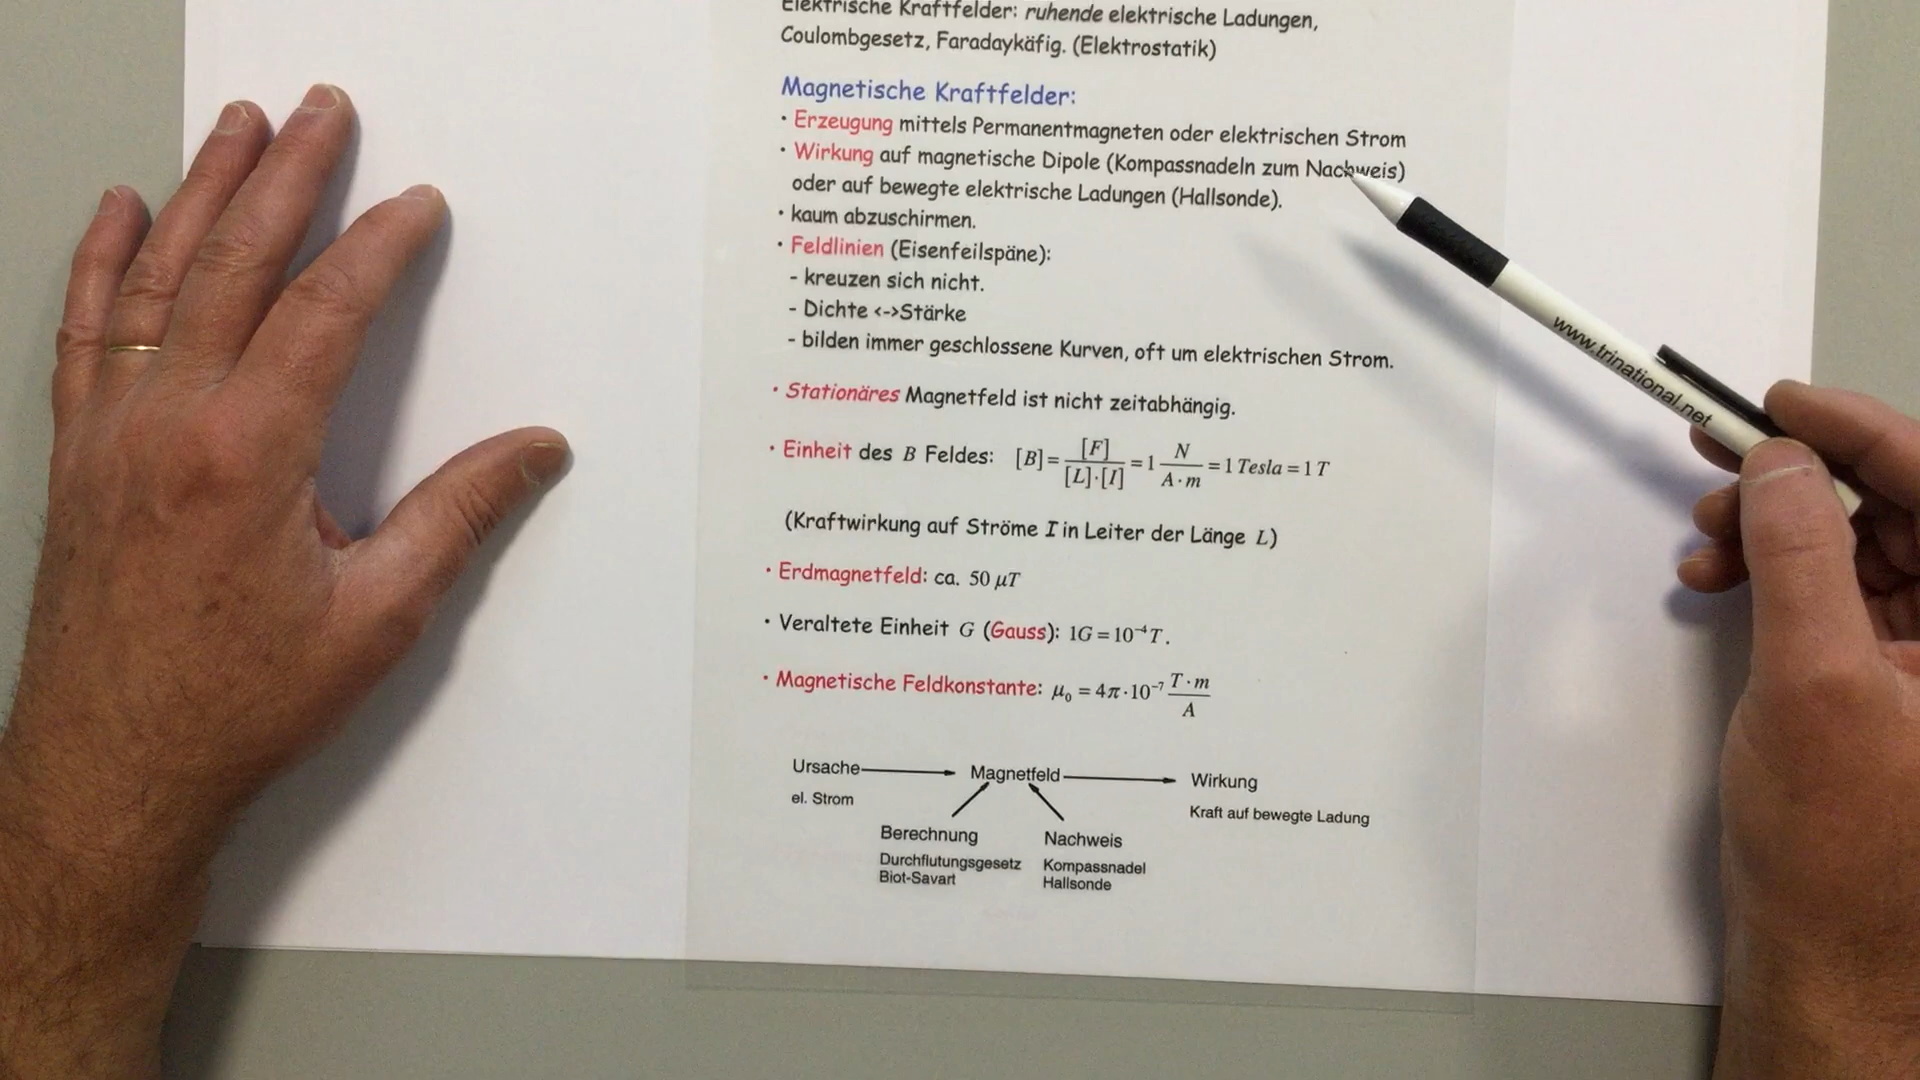 Elektrische Kraftfelder: ruhende elektrische Ladungen,
Coulombgesetz, Faradaykäfig. (Elektrostatik)
Magnetische Kraftfelder:
· Erzeugung mittels Permanentmagneten oder elektrischen Strom
· Wirkung auf magnetische Dipole (Kompassnadeln zum Nachweis)
oder auf bewegte elektrische Ladungen (Hallsonde).
· kaum abzuschirmen.
· Feldlinien (Eisenfeilspäne):
- kreuzen sich nicht.
- Dichte <->Stärke
- bilden immer geschlossene Kurven, oft um elektrischen Strom.
· Stationäres Magnetfeld ist nicht zeitabhängig.
· Einheit des B Feldes: [B] = [F]/([L]·[I]) = 1 N/(A·m) = 1 Tesla = 1 T
(Kraftwirkung auf Ströme I in Leiter der Länge L)
· Erdmagnetfeld: ca. 50 μT
· Veraltete Einheit G (Gauss): 1G = 10⁻⁴ T.
· Magnetische Feldkonstante: μ₀ = 4π·10⁻⁷ T·m/A
Ursache Magnetfeld Wirkung
el. Strom Kraft auf bewegte Ladung
Berechnung Nachweis
Durchflutungsgesetz Kompassnadel
Biot-Savart Hallsonde
www.trinational.net